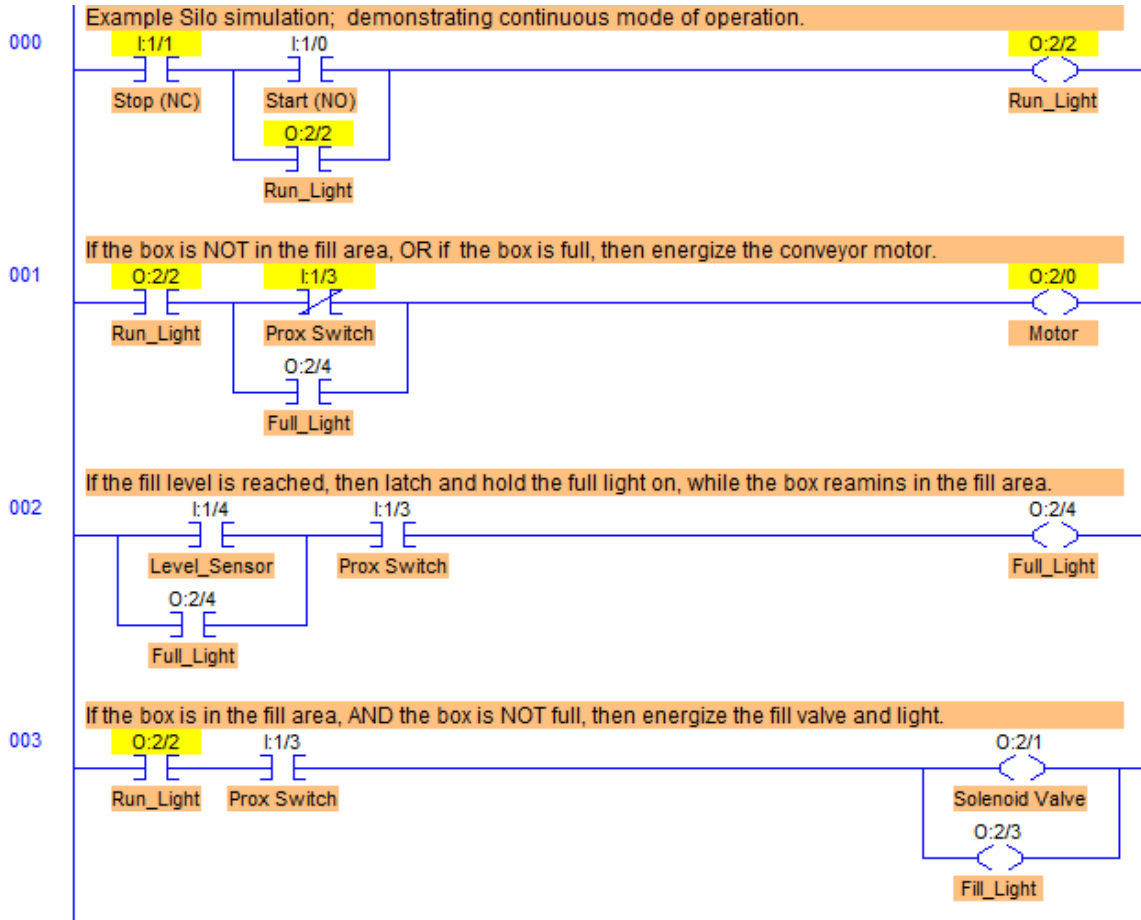 Example Silo simulation; demonstrating continuous mode of operation.
000
I:1/1 I:1/0 O:2/2
Stop (NC) Start (NO) Run_Light
O:2/2
Run_Light
If the box is NOT in the fill area, OR if the box is full, then energize the conveyor motor.
001
O:2/2 I:1/3 O:2/0
Run_Light Prox Switch Motor
O:2/4
Full_Light
If the fill level is reached, then latch and hold the full light on, while the box reamins in the fill area.
002
I:1/4 I:1/3 O:2/4
Level_Sensor Prox Switch Full_Light
O:2/4
Full_Light
If the box is in the fill area, AND the box is NOT full, then energize the fill valve and light.
003
O:2/2 I:1/3 O:2/1
Run_Light Prox Switch Solenoid Valve
O:2/3
Fill_Light